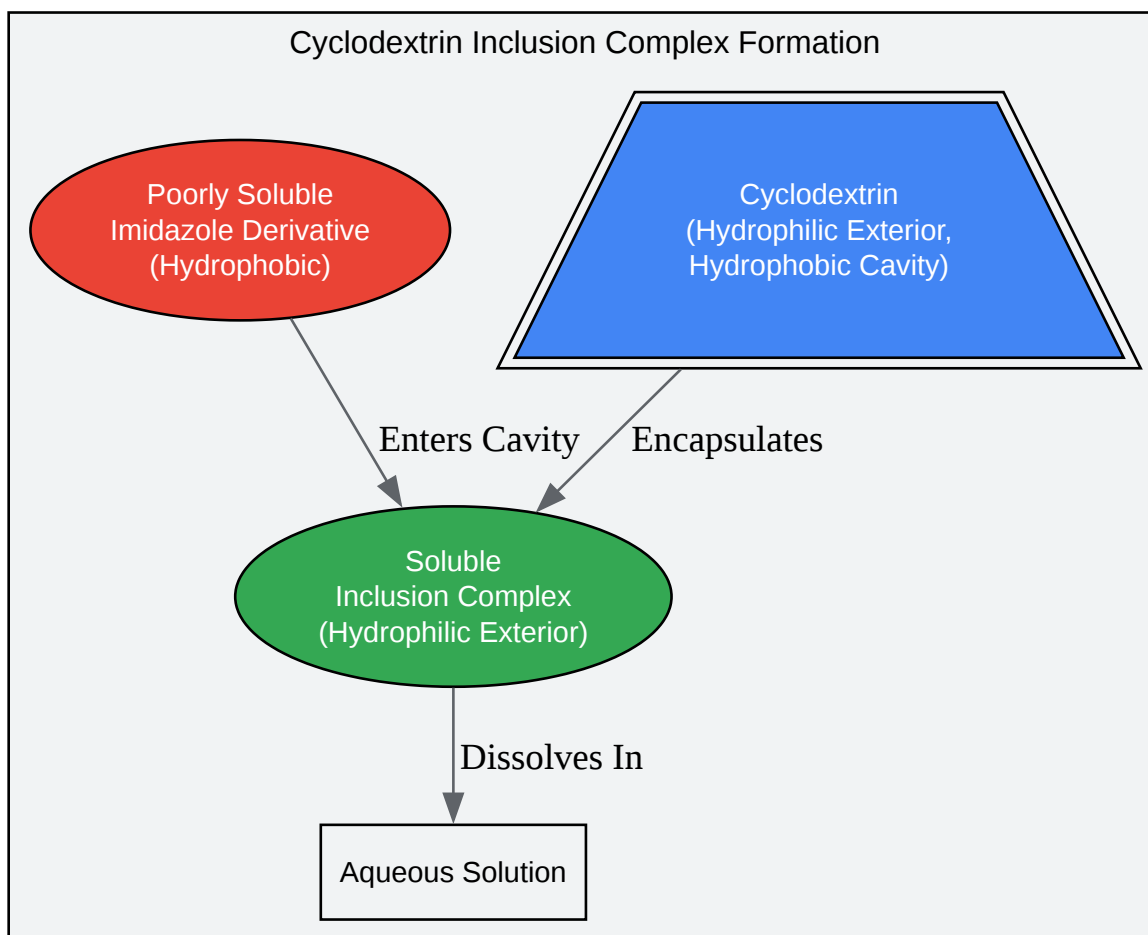 Cyclodextrin Inclusion Complex Formation
Poorly Soluble
Imidazole Derivative
(Hydrophobic)
Cyclodextrin
(Hydrophilic Exterior,
Hydrophobic Cavity)
Enters Cavity
Encapsulates
Soluble
Inclusion Complex
(Hydrophilic Exterior)
Dissolves In
Aqueous Solution